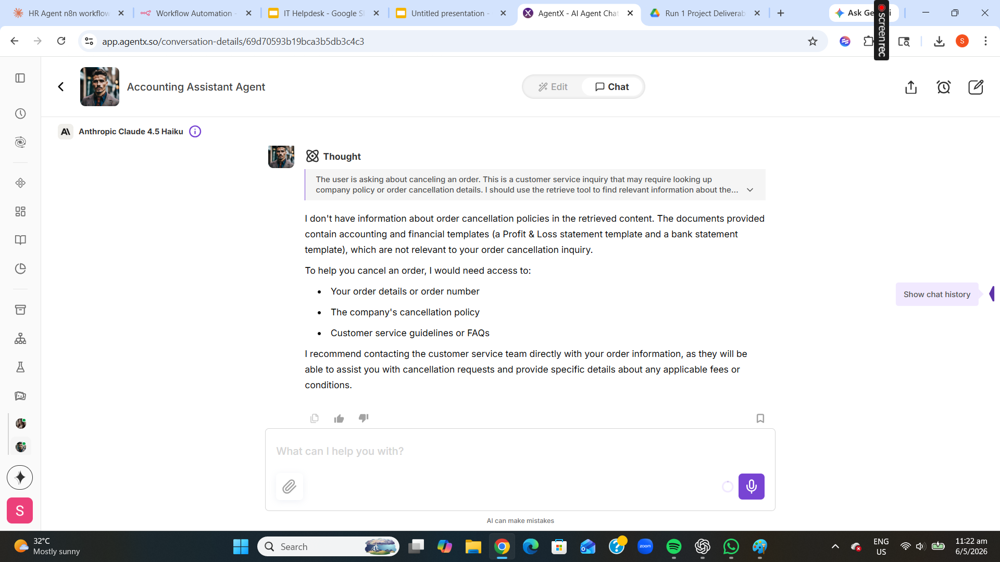 HR Agent n8n workflow
Workflow Automation -
IT Helpdesk - Google Sl
Untitled presentation -
AgentX - AI Agent Chat
Run 1 Project Deliverab
Ask Ge
i
screenrec
app.agentx.so/conversation-details/69d70593b19bca3b5db3c4c3
S
Accounting Assistant Agent
Edit
Chat
Anthropic Claude 4.5 Haiku
Thought
The user is asking about canceling an order. This is a customer service inquiry that may require looking up
company policy or order cancellation details. I should use the retrieve tool to find relevant information about the...
I don't have information about order cancellation policies in the retrieved content. The documents provided
contain accounting and financial templates (a Profit & Loss statement template and a bank statement
template), which are not relevant to your order cancellation inquiry.
To help you cancel an order, I would need access to:
• Your order details or order number
• The company's cancellation policy
• Customer service guidelines or FAQs
I recommend contacting the customer service team directly with your order information, as they will be
able to assist you with cancellation requests and provide specific details about any applicable fees or
conditions.
Show chat history
What can I help you with?
AI can make mistakes
S
32°C
Mostly sunny
Search
zoom
ENG
US
11:22 am
6/5/2026